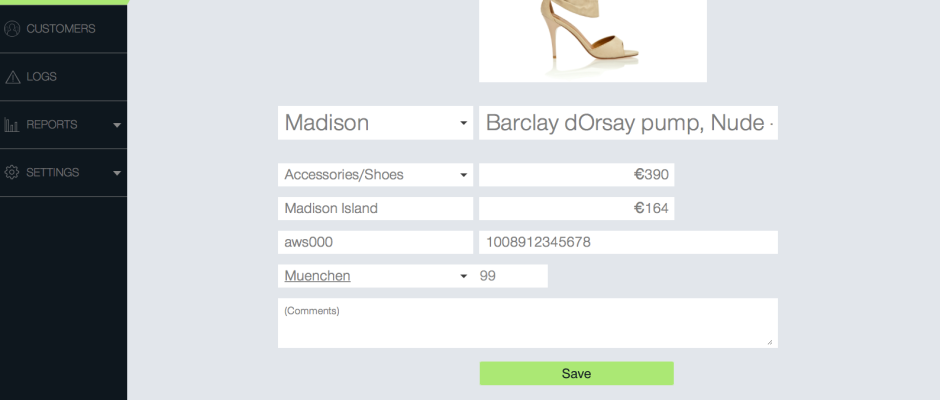 CUSTOMERS
LOGS
REPORTS
SETTINGS
Madison
Barclay dOrsay pump, Nude -
Accessories/Shoes
€390
Madison Island
€164
aws000
1008912345678
Muenchen
99
(Comments)
Save